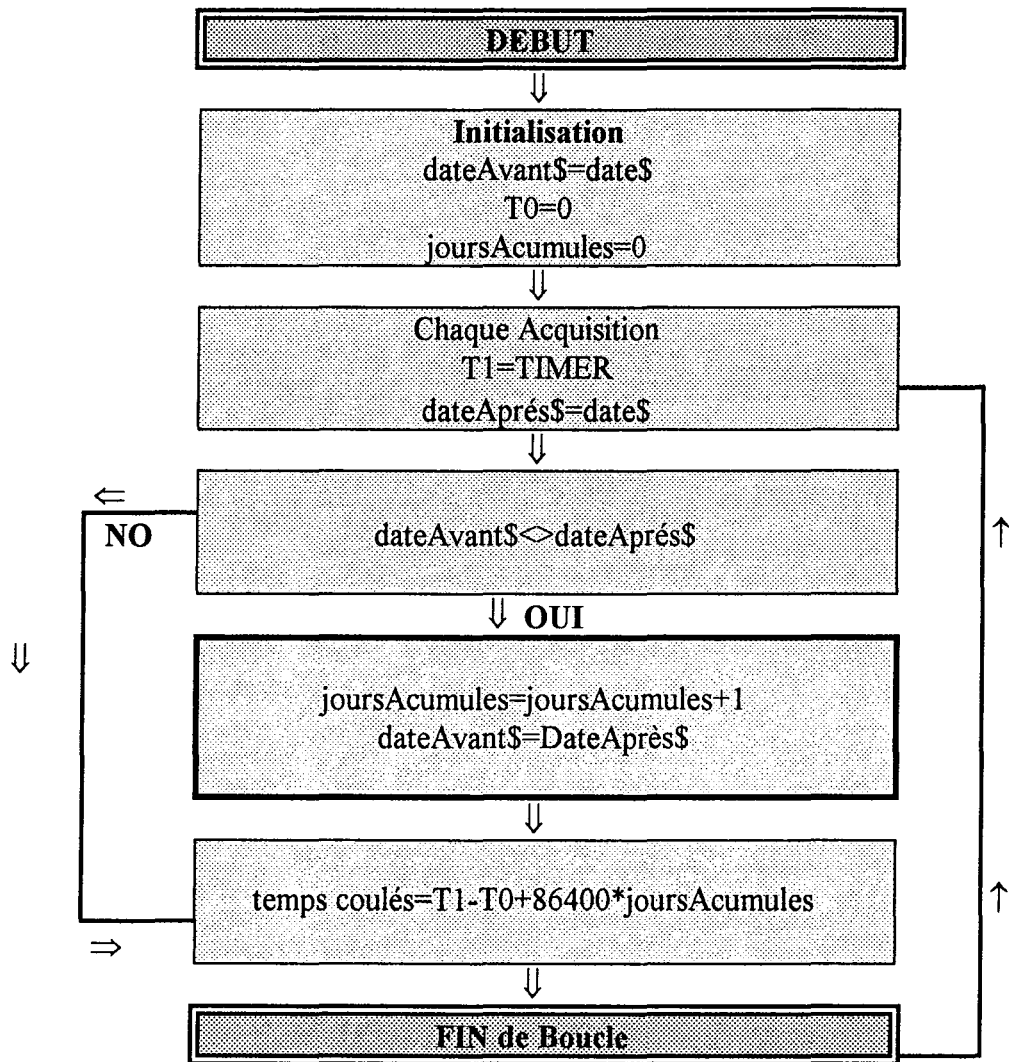 DEBUT
⇓
Initialisation
dateAvant$=date$
T0=0
joursAcumules=0
⇓
Chaque Acquisition
T1=TIMER
dateAprés$=date$
⇓
⇐
NO
dateAvant$<>dateAprés$
↑
⇓ OUI
⇓
joursAcumules=joursAcumules+1
dateAvant$=DateAprès$
⇓
temps coulés=T1-T0+86400*joursAcumules
↑
⇒
⇓
FIN de Boucle